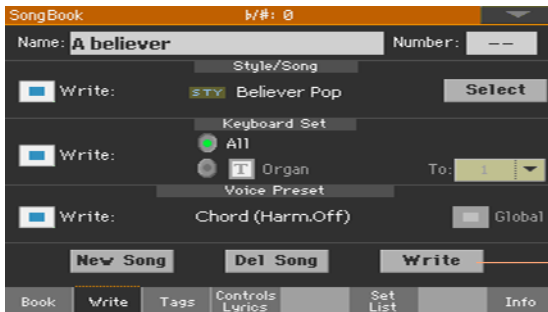 SongBook ♭/#: 0
Name: A believer Number: --
Style/Song
Write: STY Believer Pop Select
Keyboard Set
All
Write:
T Organ To: 1
Voice Preset
Write: Chord (Harm.Off) Global
New Song Del Song Write
Book Write Tags Controls Lyrics Set List Info